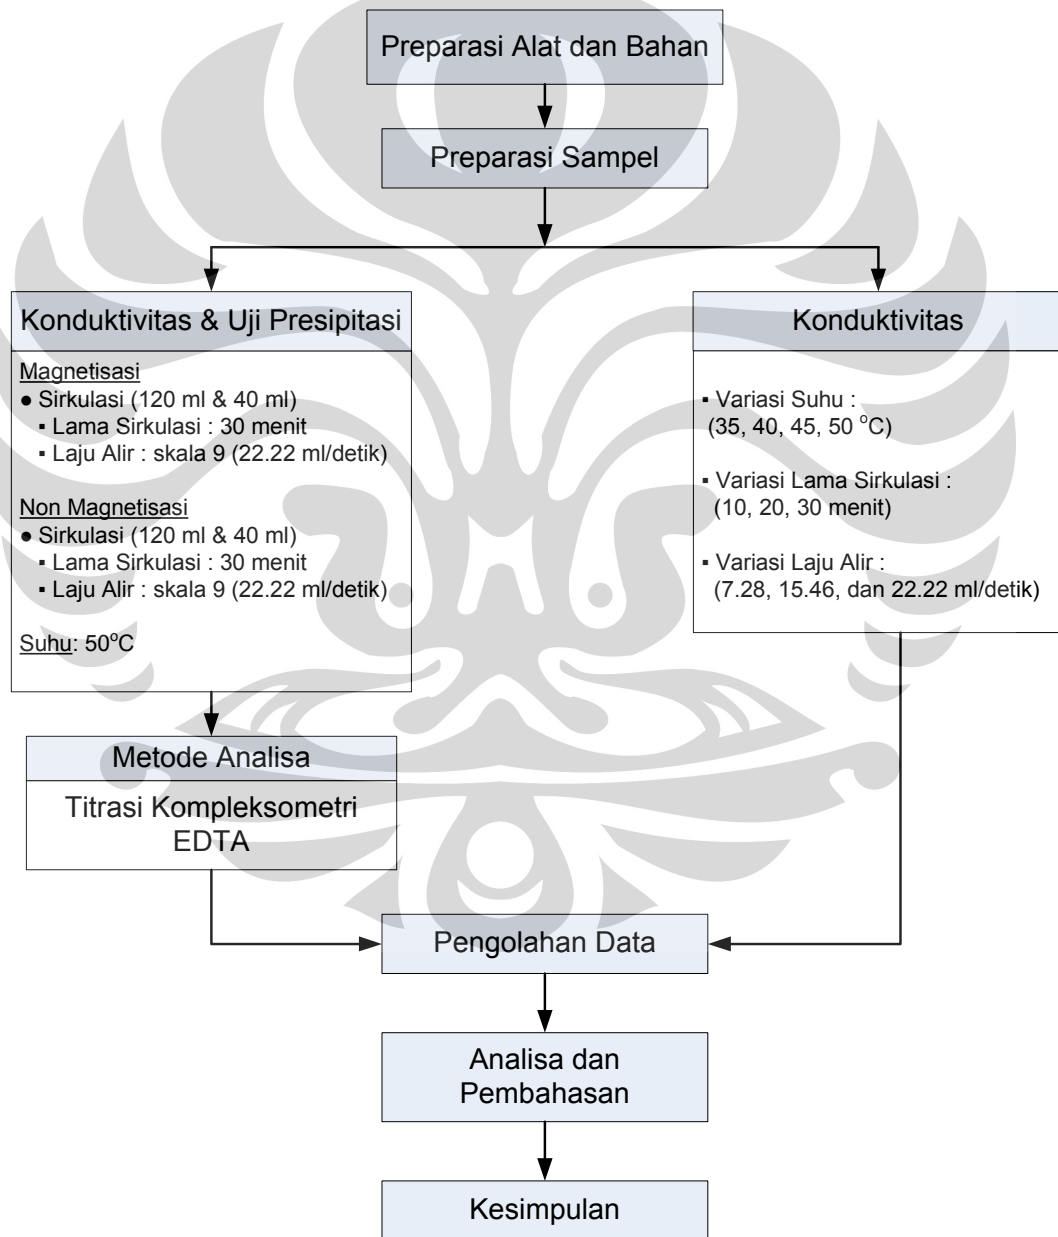 Preparasi Alat dan Bahan
Preparasi Sampel
Konduktivitas & Uji Presipitasi
Magnetisasi
● Sirkulasi (120 ml & 40 ml)
▪ Lama Sirkulasi : 30 menit
▪ Laju Alir : skala 9 (22.22 ml/detik)
Non Magnetisasi
● Sirkulasi (120 ml & 40 ml)
▪ Lama Sirkulasi : 30 menit
▪ Laju Alir : skala 9 (22.22 ml/detik)
Suhu: 50°C
Konduktivitas
▪ Variasi Suhu :
(35, 40, 45, 50 °C)
▪ Variasi Lama Sirkulasi :
(10, 20, 30 menit)
▪ Variasi Laju Alir :
(7.28, 15.46, dan 22.22 ml/detik)
Metode Analisa
Titrasi Kompleksometri
EDTA
Pengolahan Data
Analisa dan
Pembahasan
Kesimpulan